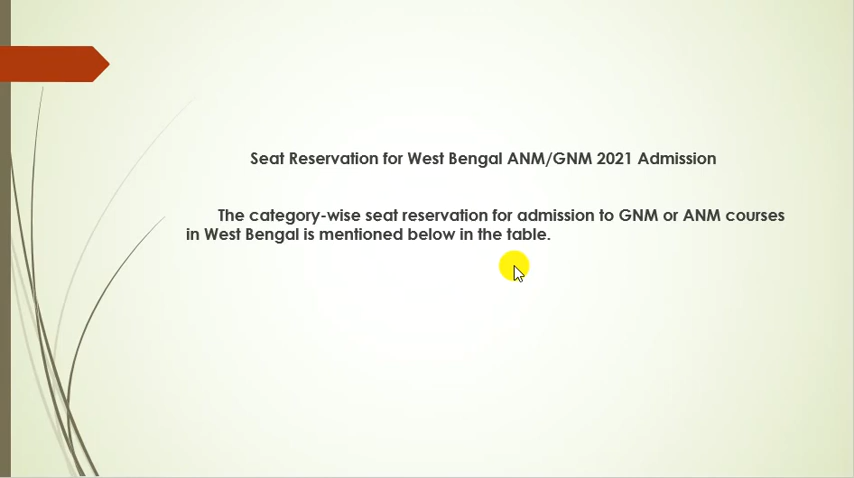 Seat Reservation for West Bengal ANM/GNM 2021 Admission
The category-wise seat reservation for admission to GNM or ANM courses
in West Bengal is mentioned below in the table.